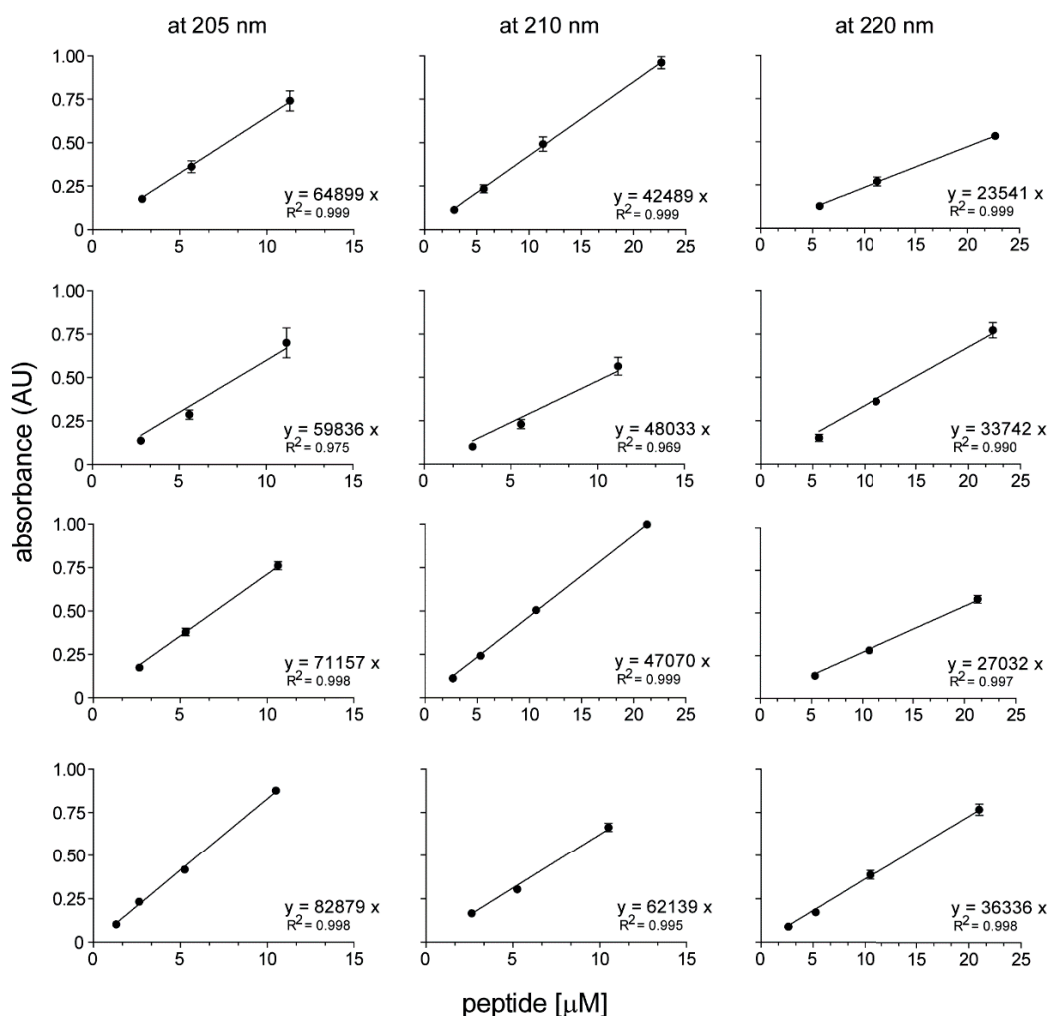 at 205 nm
at 210 nm
at 220 nm
absorbance (AU)
1.00
0.75
0.50
0.25
0
0 5 10 15
y = 64899 x
R² = 0.999
0 5 10 15 20 25
y = 42489 x
R² = 0.999
0 5 10 15 20 25
y = 23541 x
R² = 0.999
1.00
0.75
0.50
0.25
0
0 5 10 15
y = 59836 x
R² = 0.975
0 5 10 15
y = 48033 x
R² = 0.969
0 5 10 15 20 25
y = 33742 x
R² = 0.990
1.00
0.75
0.50
0.25
0
0 5 10 15
y = 71157 x
R² = 0.998
0 5 10 15 20 25
y = 47070 x
R² = 0.999
0 5 10 15 20 25
y = 27032 x
R² = 0.997
1.00
0.75
0.50
0.25
0
0 5 10 15
y = 82879 x
R² = 0.998
0 5 10 15
y = 62139 x
R² = 0.995
0 5 10 15 20 25
y = 36336 x
R² = 0.998
peptide [µM]